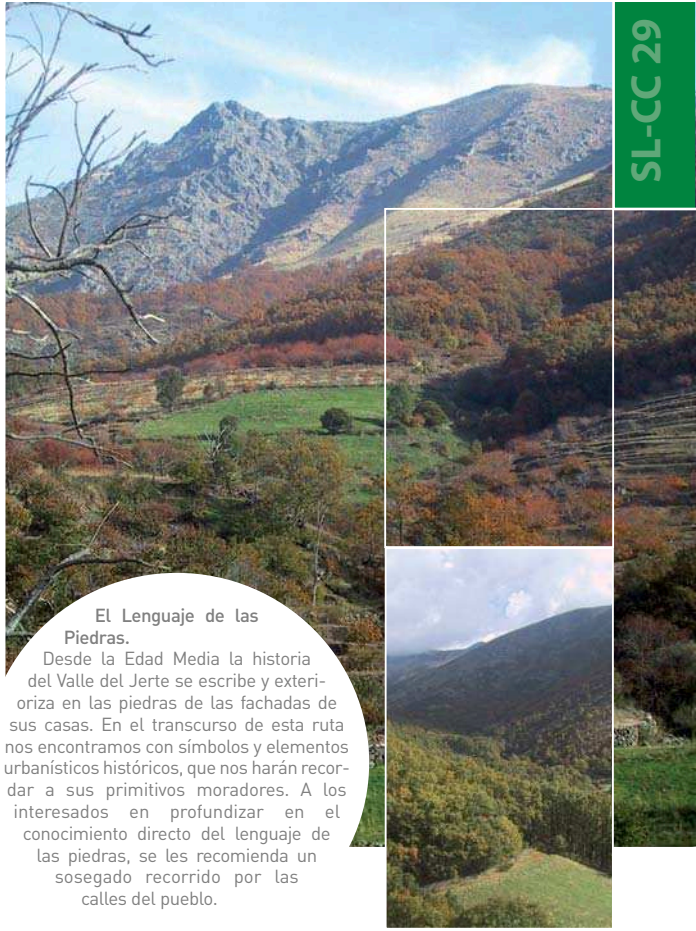 SL-CC 29
El Lenguaje de las
Piedras.
Desde la Edad Media la historia
del Valle del Jerte se escribe y exteri-
oriza en las piedras de las fachadas de
sus casas. En el transcurso de esta ruta
nos encontramos con símbolos y elementos
urbanísticos históricos, que nos harán recor-
dar a sus primitivos moradores. A los
interesados en profundizar en el
conocimiento directo del lenguaje de
las piedras, se les recomienda un
sosegado recorrido por las
calles del pueblo.